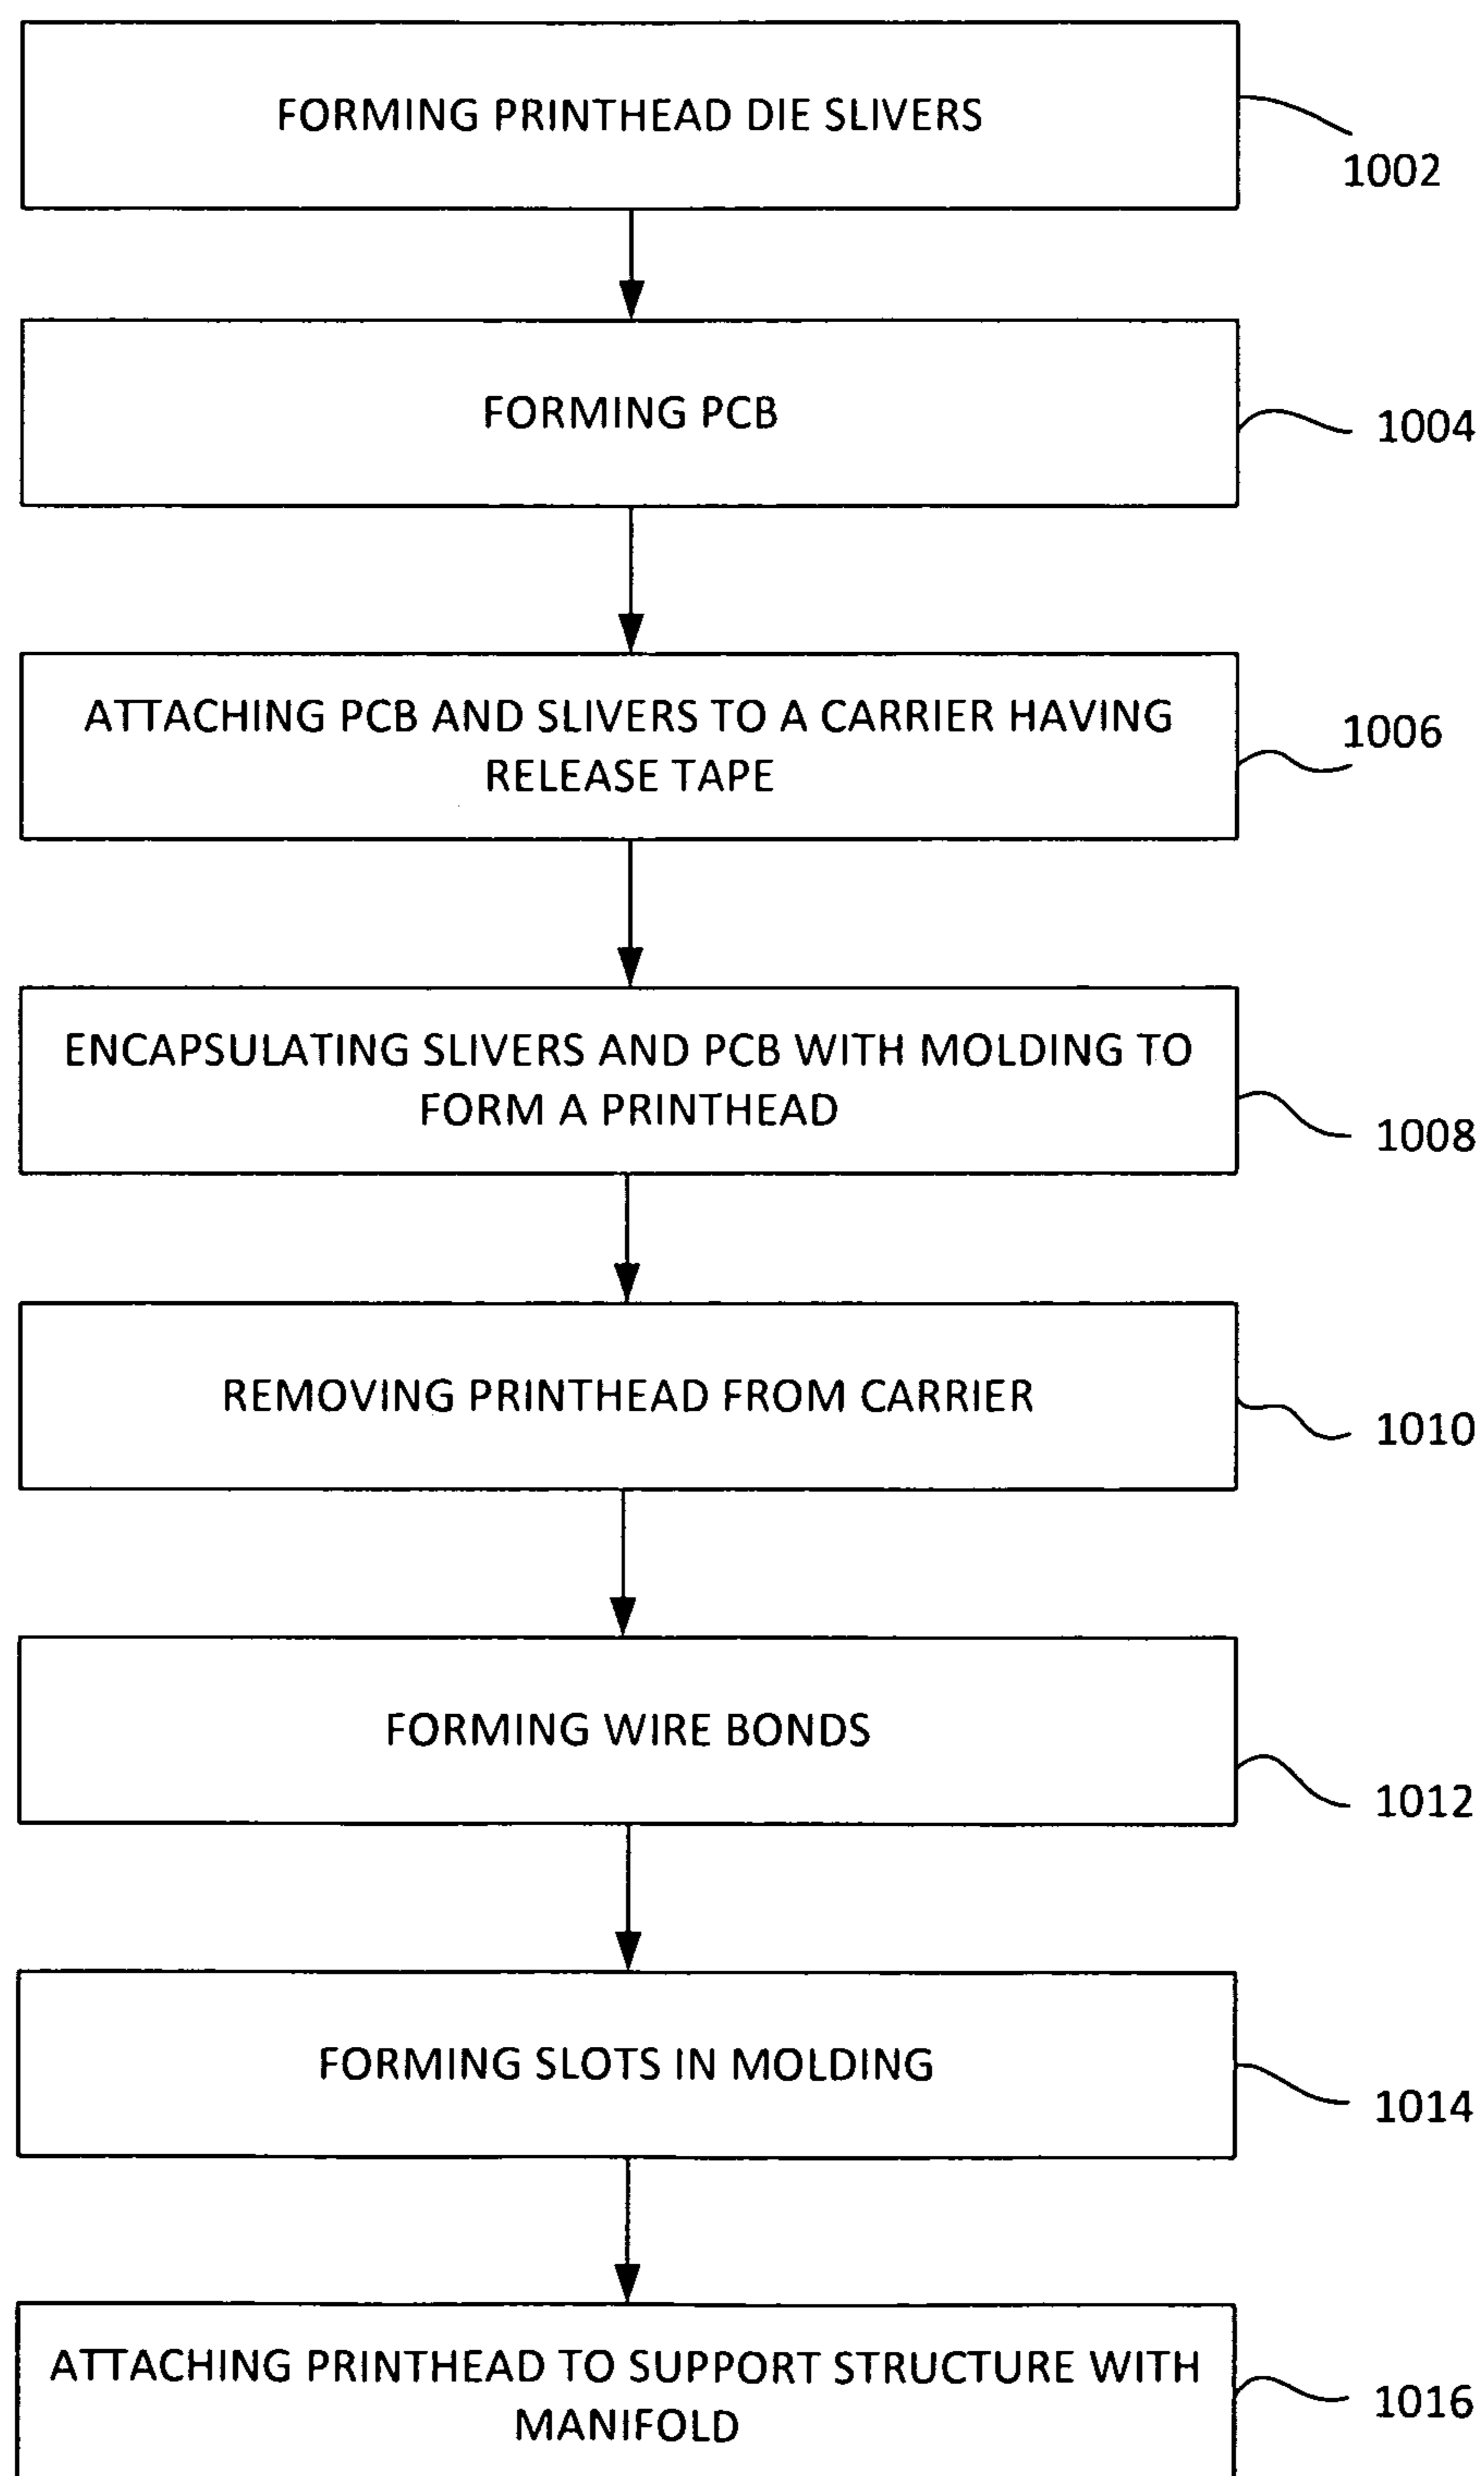 FORMING PRINTHEAD DIE SLIVERS
1002
FORMING PCB
1004
ATTACHING PCB AND SLIVERS TO A CARRIER HAVING
RELEASE TAPE
1006
ENCAPSULATING SLIVERS AND PCB WITH MOLDING TO
FORM A PRINTHEAD
1008
REMOVING PRINTHEAD FROM CARRIER
1010
FORMING WIRE BONDS
1012
FORMING SLOTS IN MOLDING
1014
ATTACHING PRINTHEAD TO SUPPORT STRUCTURE WITH
MANIFOLD
1016